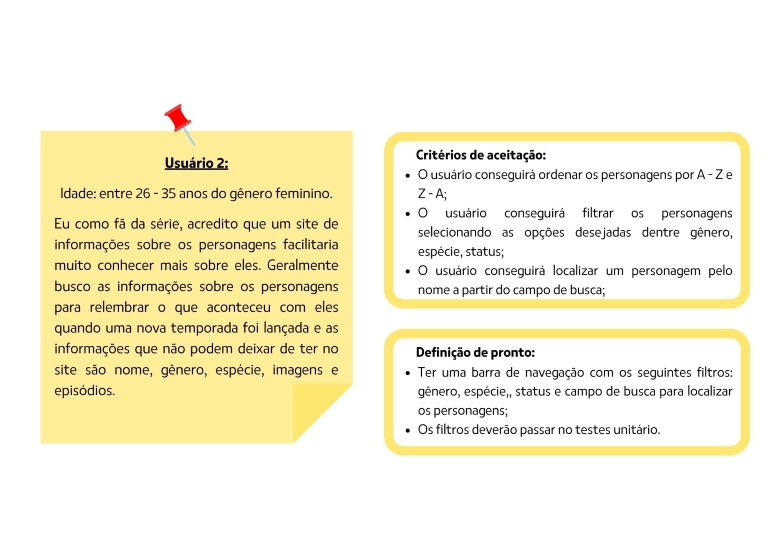 Usuário 2:
Idade: entre 26 - 35 anos do gênero feminino.
Eu como fã da série, acredito que um site de
informações sobre os personagens facilitaria
muito conhecer mais sobre eles. Geralmente
busco as informações sobre os personagens
para relembrar o que aconteceu com eles
quando uma nova temporada foi lançada e as
informações que não podem deixar de ter no
site são nome, gênero, espécie, imagens e
episódios.
Critérios de aceitação:
• O usuário conseguirá ordenar os personagens por A - Z e
Z - A;
• O usuário conseguirá filtrar os personagens
selecionando as opções desejadas dentre gênero,
espécie, status;
• O usuário conseguirá localizar um personagem pelo
nome a partir do campo de busca;
Definição de pronto:
• Ter uma barra de navegação com os seguintes filtros:
gênero, espécie,, status e campo de busca para localizar
os personagens;
• Os filtros deverão passar no testes unitário.